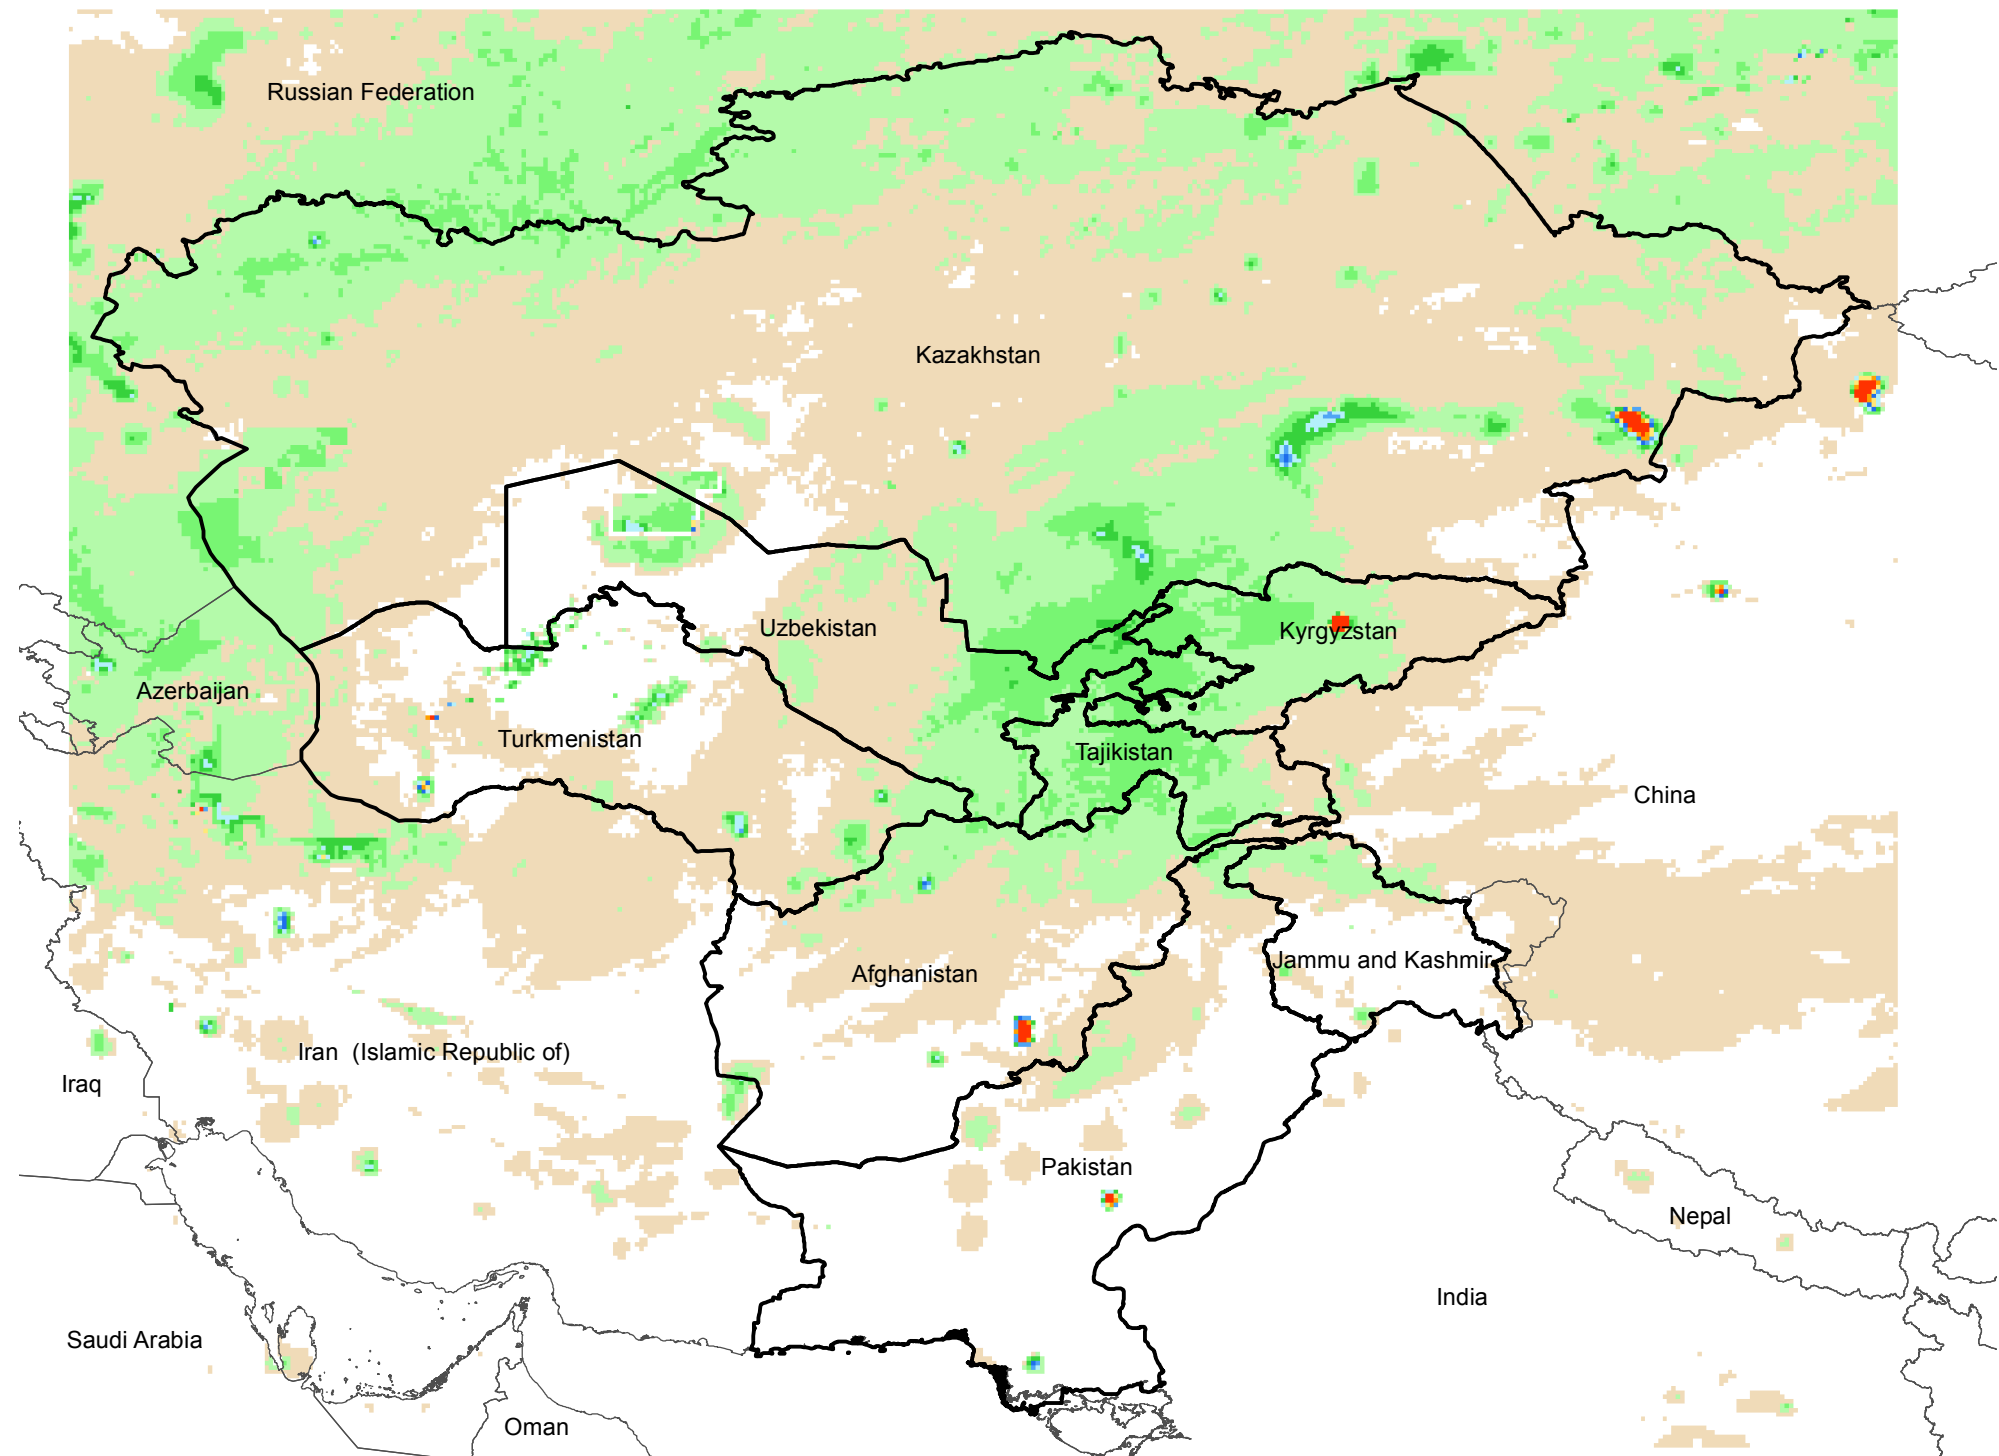 Russian Federation
Kazakhstan
Uzbekistan
Kyrgyzstan
Azerbaijan
Turkmenistan
Tajikistan
China
Afghanistan
Jammu and Kashmir
Iran (Islamic Republic of)
Iraq
Pakistan
Nepal
India
Saudi Arabia
Oman